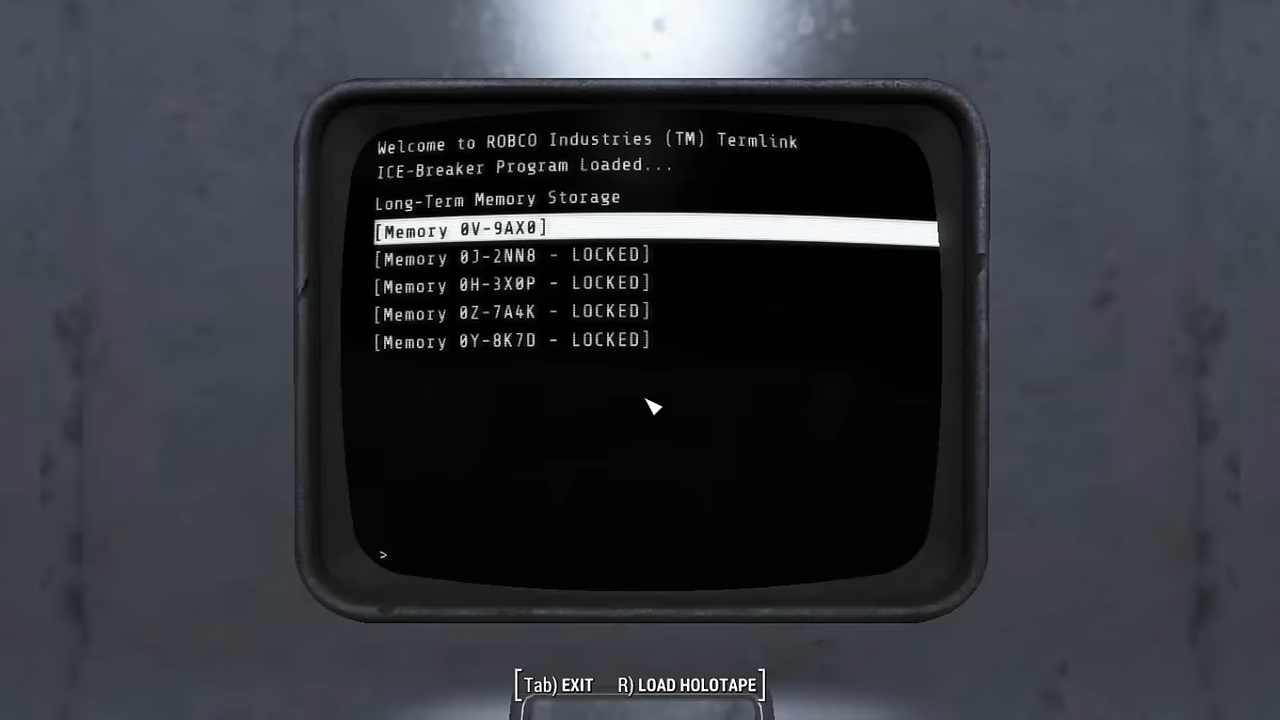 Welcome to ROBCO Industries (TM) Termlink
ICE-Breaker Program Loaded...
Long-Term Memory Storage
[Memory 0V-9AX0]
[Memory 0J-2NN8 - LOCKED]
[Memory 0H-3X0P - LOCKED]
[Memory 0Z-7A4K - LOCKED]
[Memory 0Y-8K7D - LOCKED]
>
[Tab) EXIT R) LOAD HOLOTAPE]